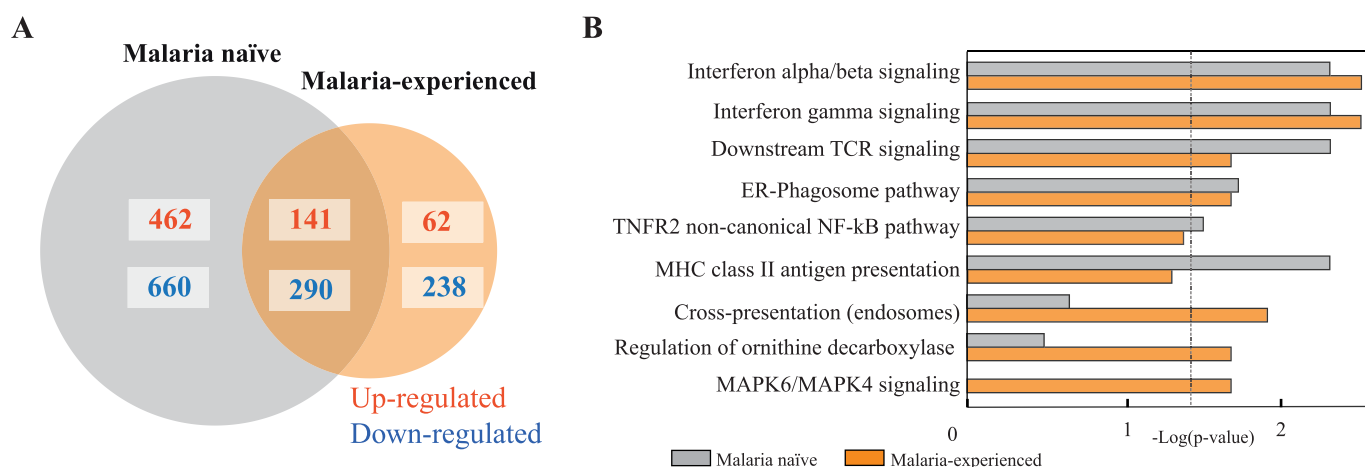 A
Malaria naïve
Malaria-experienced
462
141
62
660
290
238
Up-regulated
Down-regulated
B
Interferon alpha/beta signaling
Interferon gamma signaling
Downstream TCR signaling
ER-Phagosome pathway
TNFR2 non-canonical NF-kB pathway
MHC class II antigen presentation
Cross-presentation (endosomes)
Regulation of ornithine decarboxylase
MAPK6/MAPK4 signaling
0 1 2
-Log(p-value)
Malaria naïve
Malaria-experienced